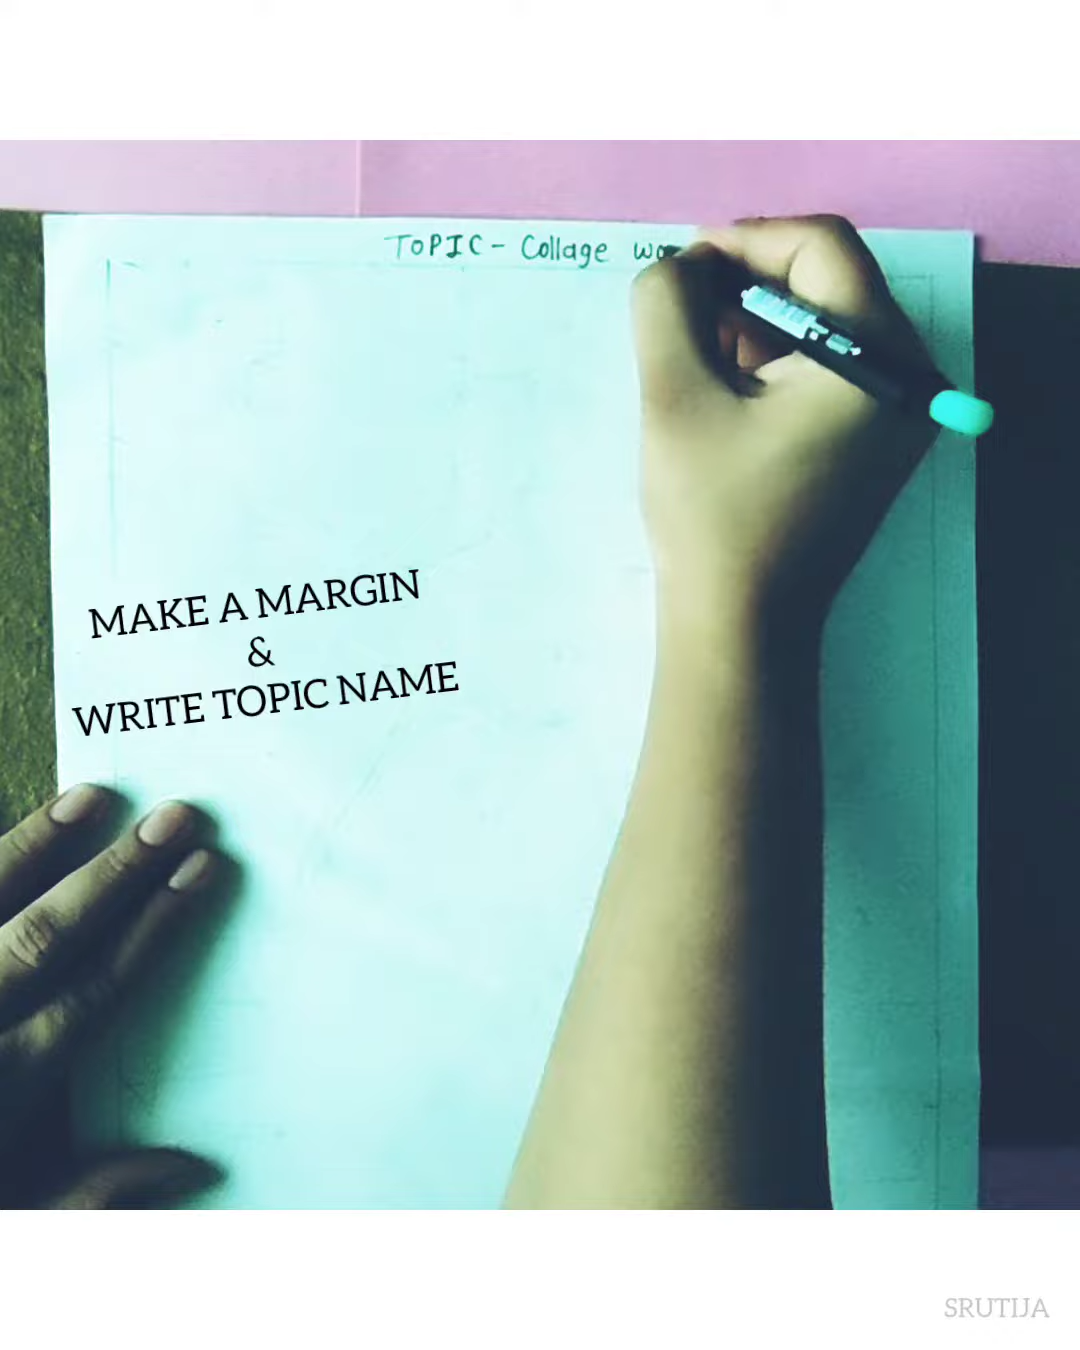 TOPIC - Collage
MAKE A MARGIN
&
WRITE TOPIC NAME
SRUTIJA